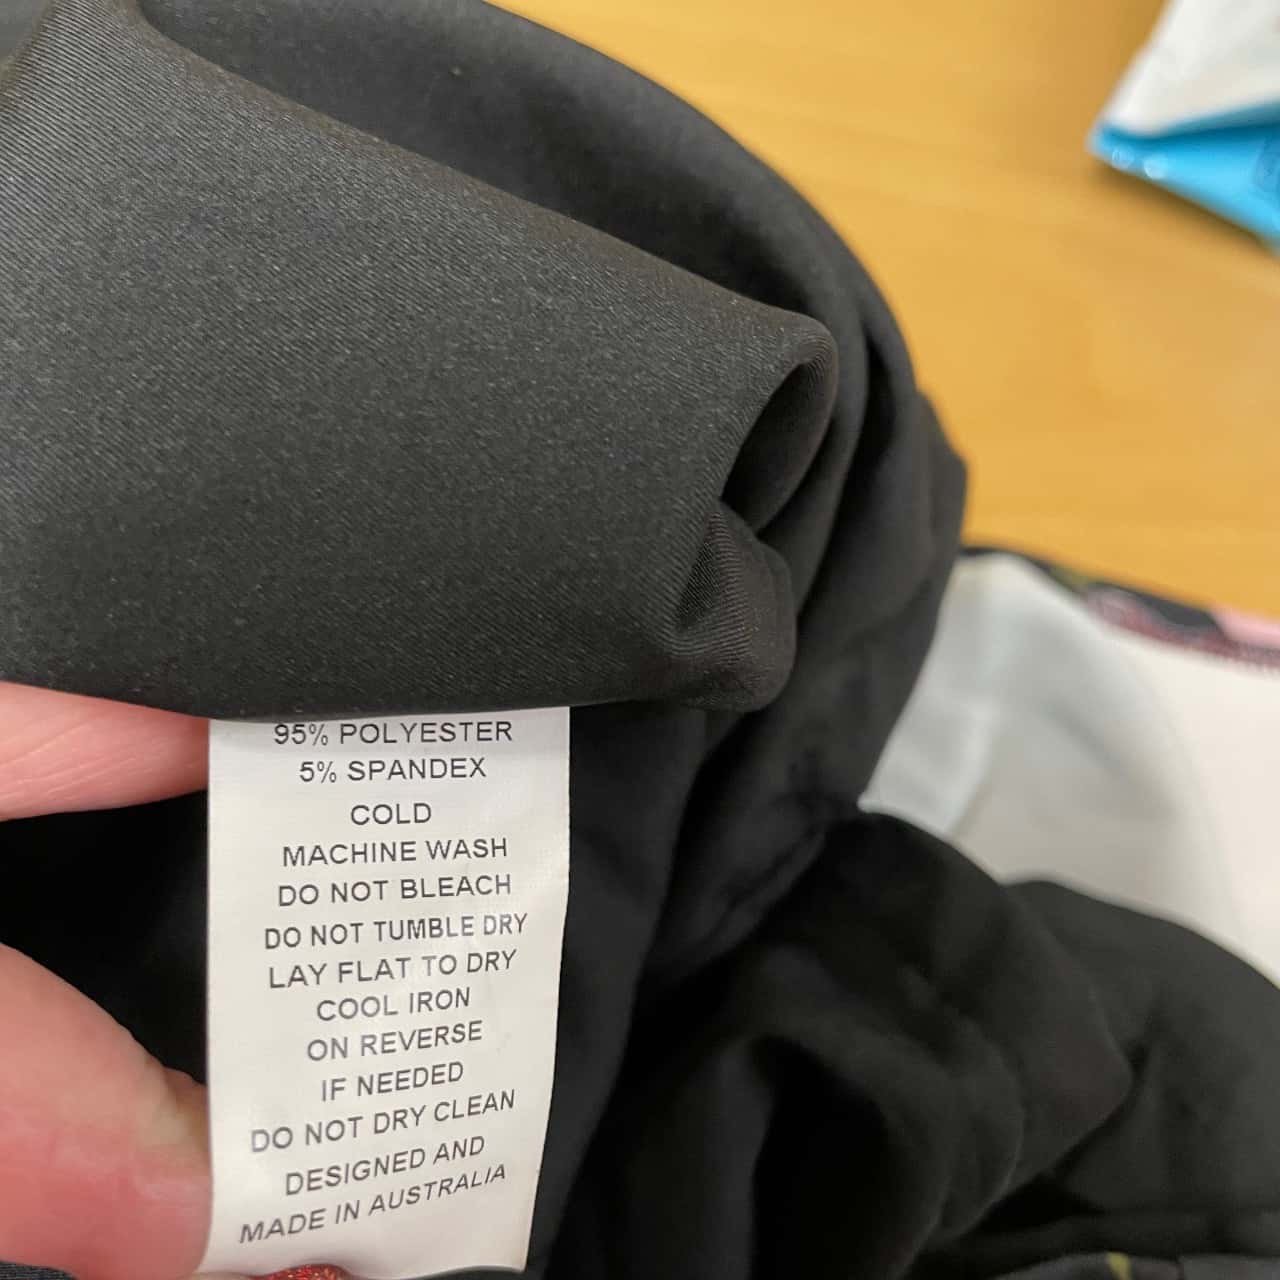 95% POLYESTER
5% SPANDEX
COLD
MACHINE WASH
DO NOT BLEACH
DO NOT TUMBLE DRY
LAY FLAT TO DRY
COOL IRON
ON REVERSE
IF NEEDED
DO NOT DRY CLEAN
DESIGNED AND
MADE IN AUSTRALIA